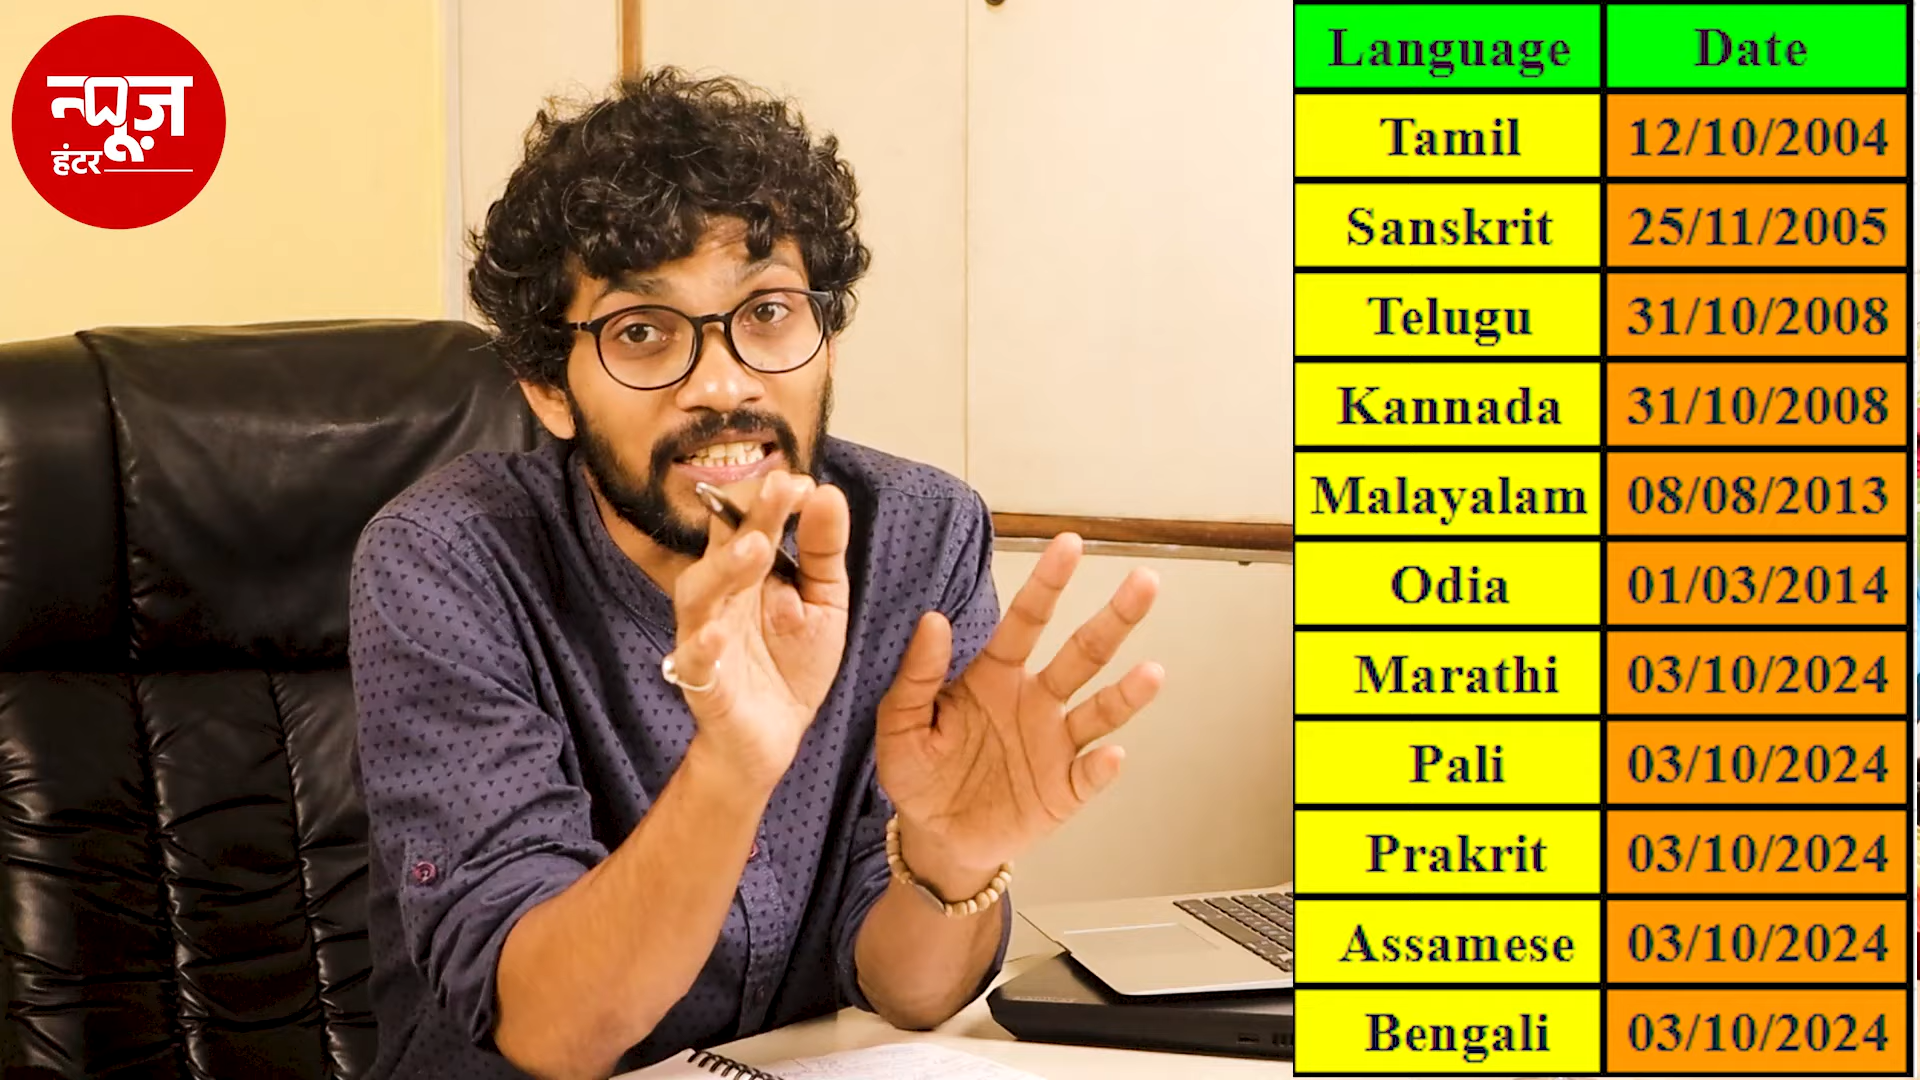 न्यूज़
हंटर
Language Date
Tamil 12/10/2004
Sanskrit 25/11/2005
Telugu 31/10/2008
Kannada 31/10/2008
Malayalam 08/08/2013
Odia 01/03/2014
Marathi 03/10/2024
Pali 03/10/2024
Prakrit 03/10/2024
Assamese 03/10/2024
Bengali 03/10/2024